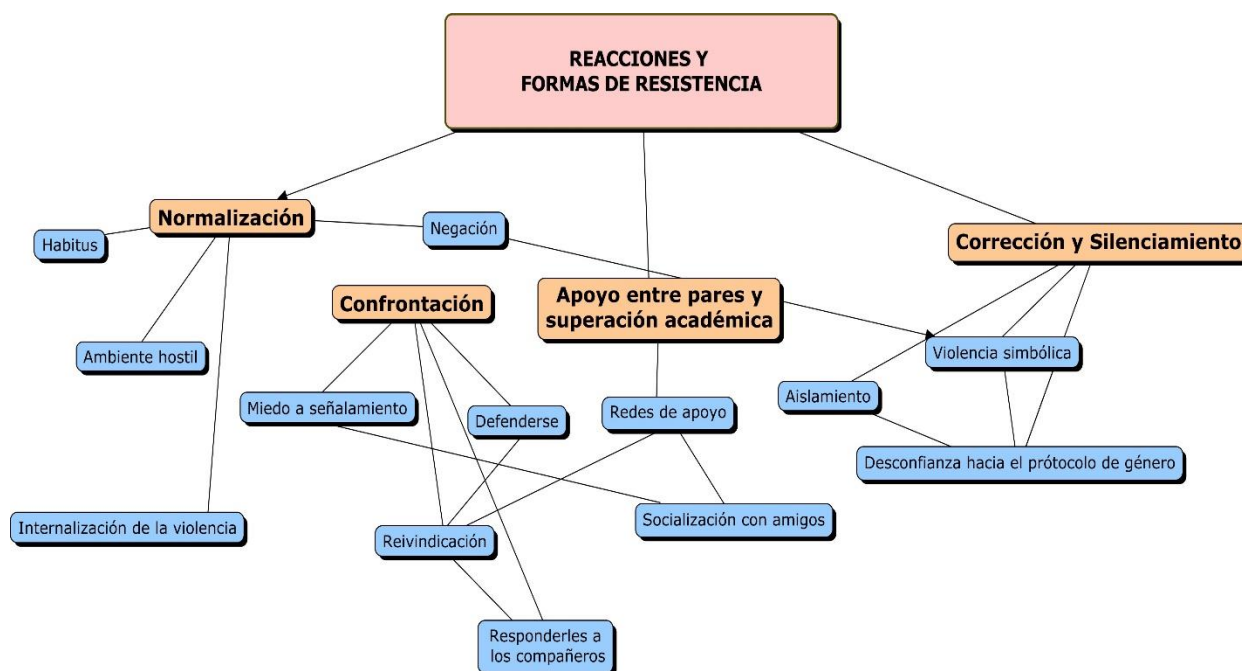 REACCIONES Y
FORMAS DE RESISTENCIA
Normalización
Habitus
Negación
Corrección y Silenciamiento
Confrontación
Apoyo entre pares y
superación académica
Ambiente hostil
Violencia simbólica
Miedo a señalamiento
Defenderse
Redes de apoyo
Aislamiento
Desconfianza hacia el prótocolo de género
Internalización de la violencia
Reivindicación
Socialización con amigos
Responderles a
los compañeros